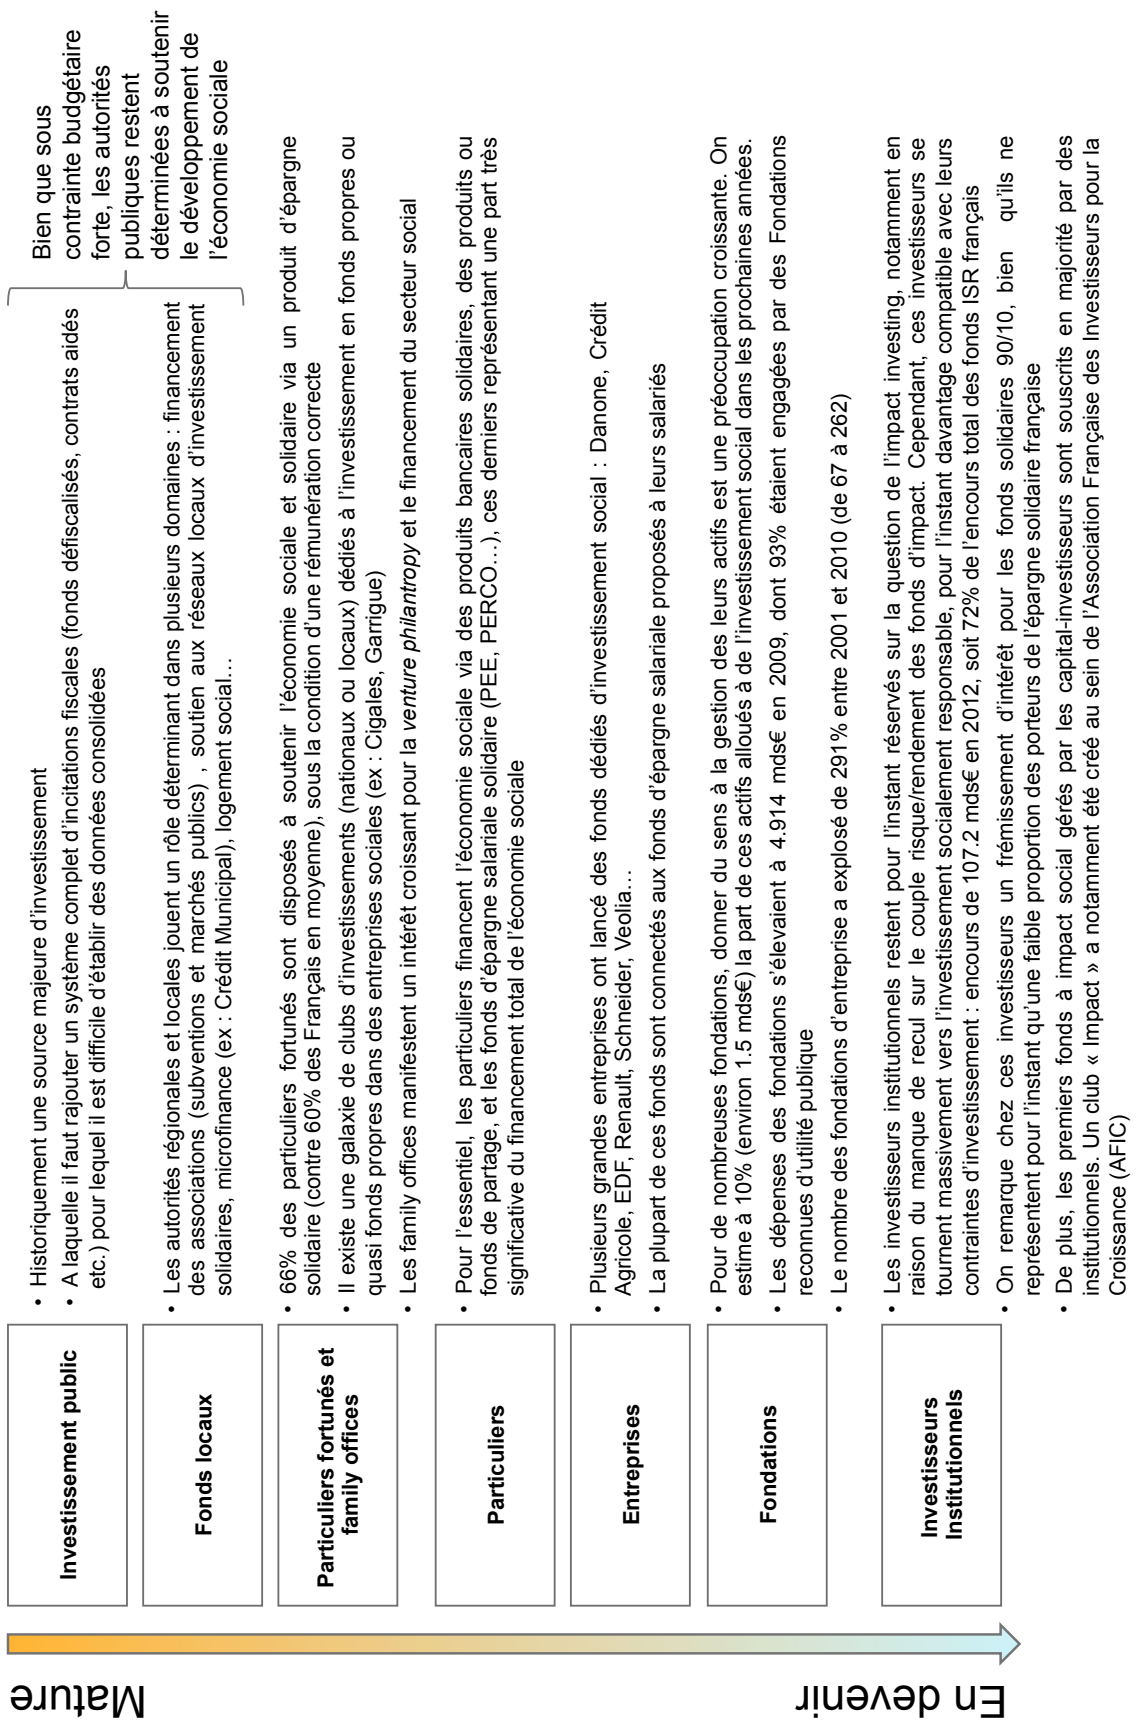 Mature
En devenir
Investissement public
• Historiquement une source majeure d'investissement
• A laquelle il faut rajouter un système complet d'incitations fiscales (fonds défiscalisés, contrats aidés
etc.) pour lequel il est difficile d'établir des données consolidées
Bien que sous
contrainte budgétaire
forte, les autorités
publiques restent
déterminées à soutenir
le développement de
l'économie sociale
Fonds locaux
• Les autorités régionales et locales jouent un rôle déterminant dans plusieurs domaines : financement
des associations (subventions et marchés publics) , soutien aux réseaux locaux d'investissement
solidaires, microfinance (ex : Crédit Municipal), logement social…
Particuliers fortunés et
family offices
• 66% des particuliers fortunés sont disposés à soutenir l'économie sociale et solidaire via un produit d'épargne
solidaire (contre 60% des Français en moyenne), sous la condition d'une rémunération correcte
• Il existe une galaxie de clubs d'investissements (nationaux ou locaux) dédiés à l'investissement en fonds propres ou
quasi fonds propres dans des entreprises sociales (ex : Cigales, Garrigue)
• Les family offices manifestent un intérêt croissant pour la venture philantropy et le financement du secteur social
Particuliers
• Pour l'essentiel, les particuliers financent l'économie sociale via des produits bancaires solidaires, des produits ou
fonds de partage, et les fonds d'épargne salariale solidaire (PEE, PERCO…), ces derniers représentant une part très
significative du financement total de l'économie sociale
Entreprises
• Plusieurs grandes entreprises ont lancé des fonds dédiés d'investissement social : Danone, Crédit
Agricole, EDF, Renault, Schneider, Veolia…
• La plupart de ces fonds sont connectés aux fonds d'épargne salariale proposés à leurs salariés
Fondations
• Pour de nombreuses fondations, donner du sens à la gestion des leurs actifs est une préoccupation croissante. On
estime à 10% (environ 1.5 mds€) la part de ces actifs alloués à de l'investissement social dans les prochaines années.
• Les dépenses des fondations s'élevaient à 4.914 mds€ en 2009, dont 93% étaient engagées par des Fondations
reconnues d'utilité publique
• Le nombre des fondations d'entreprise a explosé de 291% entre 2001 et 2010 (de 67 à 262)
Investisseurs
Institutionnels
• Les investisseurs institutionnels restent pour l'instant réservés sur la question de l'impact investing, notamment en
raison du manque de recul sur le couple risque/rendement des fonds d'impact. Cependant, ces investisseurs se
tournent massivement vers l'investissement socialement responsable, pour l'instant davantage compatible avec leurs
contraintes d'investissement : encours de 107.2 mds€ en 2012, soit 72% de l'encours total des fonds ISR français
• On remarque chez ces investisseurs un frémissement d'intérêt pour les fonds solidaires 90/10, bien qu'ils ne
représentent pour l'instant qu'une faible proportion des porteurs de l'épargne solidaire française
• De plus, les premiers fonds à impact social gérés par les capital-investisseurs sont souscrits en majorité par des
institutionnels. Un club « Impact » a notamment été créé au sein de l'Association Française des Investisseurs pour la
Croissance (AFIC)